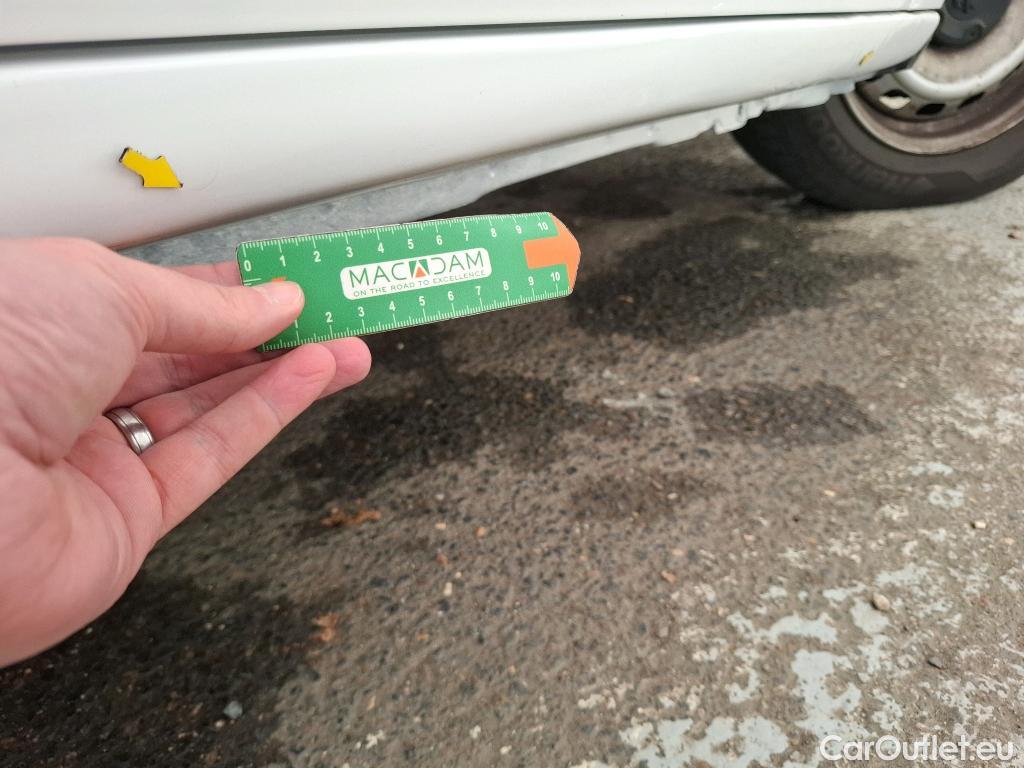 0 1 2 3 4 5 6 7 8 9 10
MACADAM
ON THE ROAD TO EXCELLENCE
1 2 3 4 5 6 7 8 9 10
CarOutlet.eu